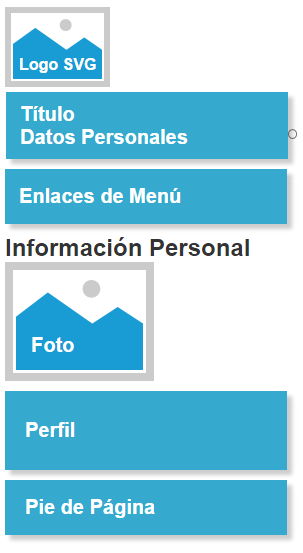 Logo SVG
Título
Datos Personales
Enlaces de Menú
Información Personal
Foto
Perfil
Pie de Página